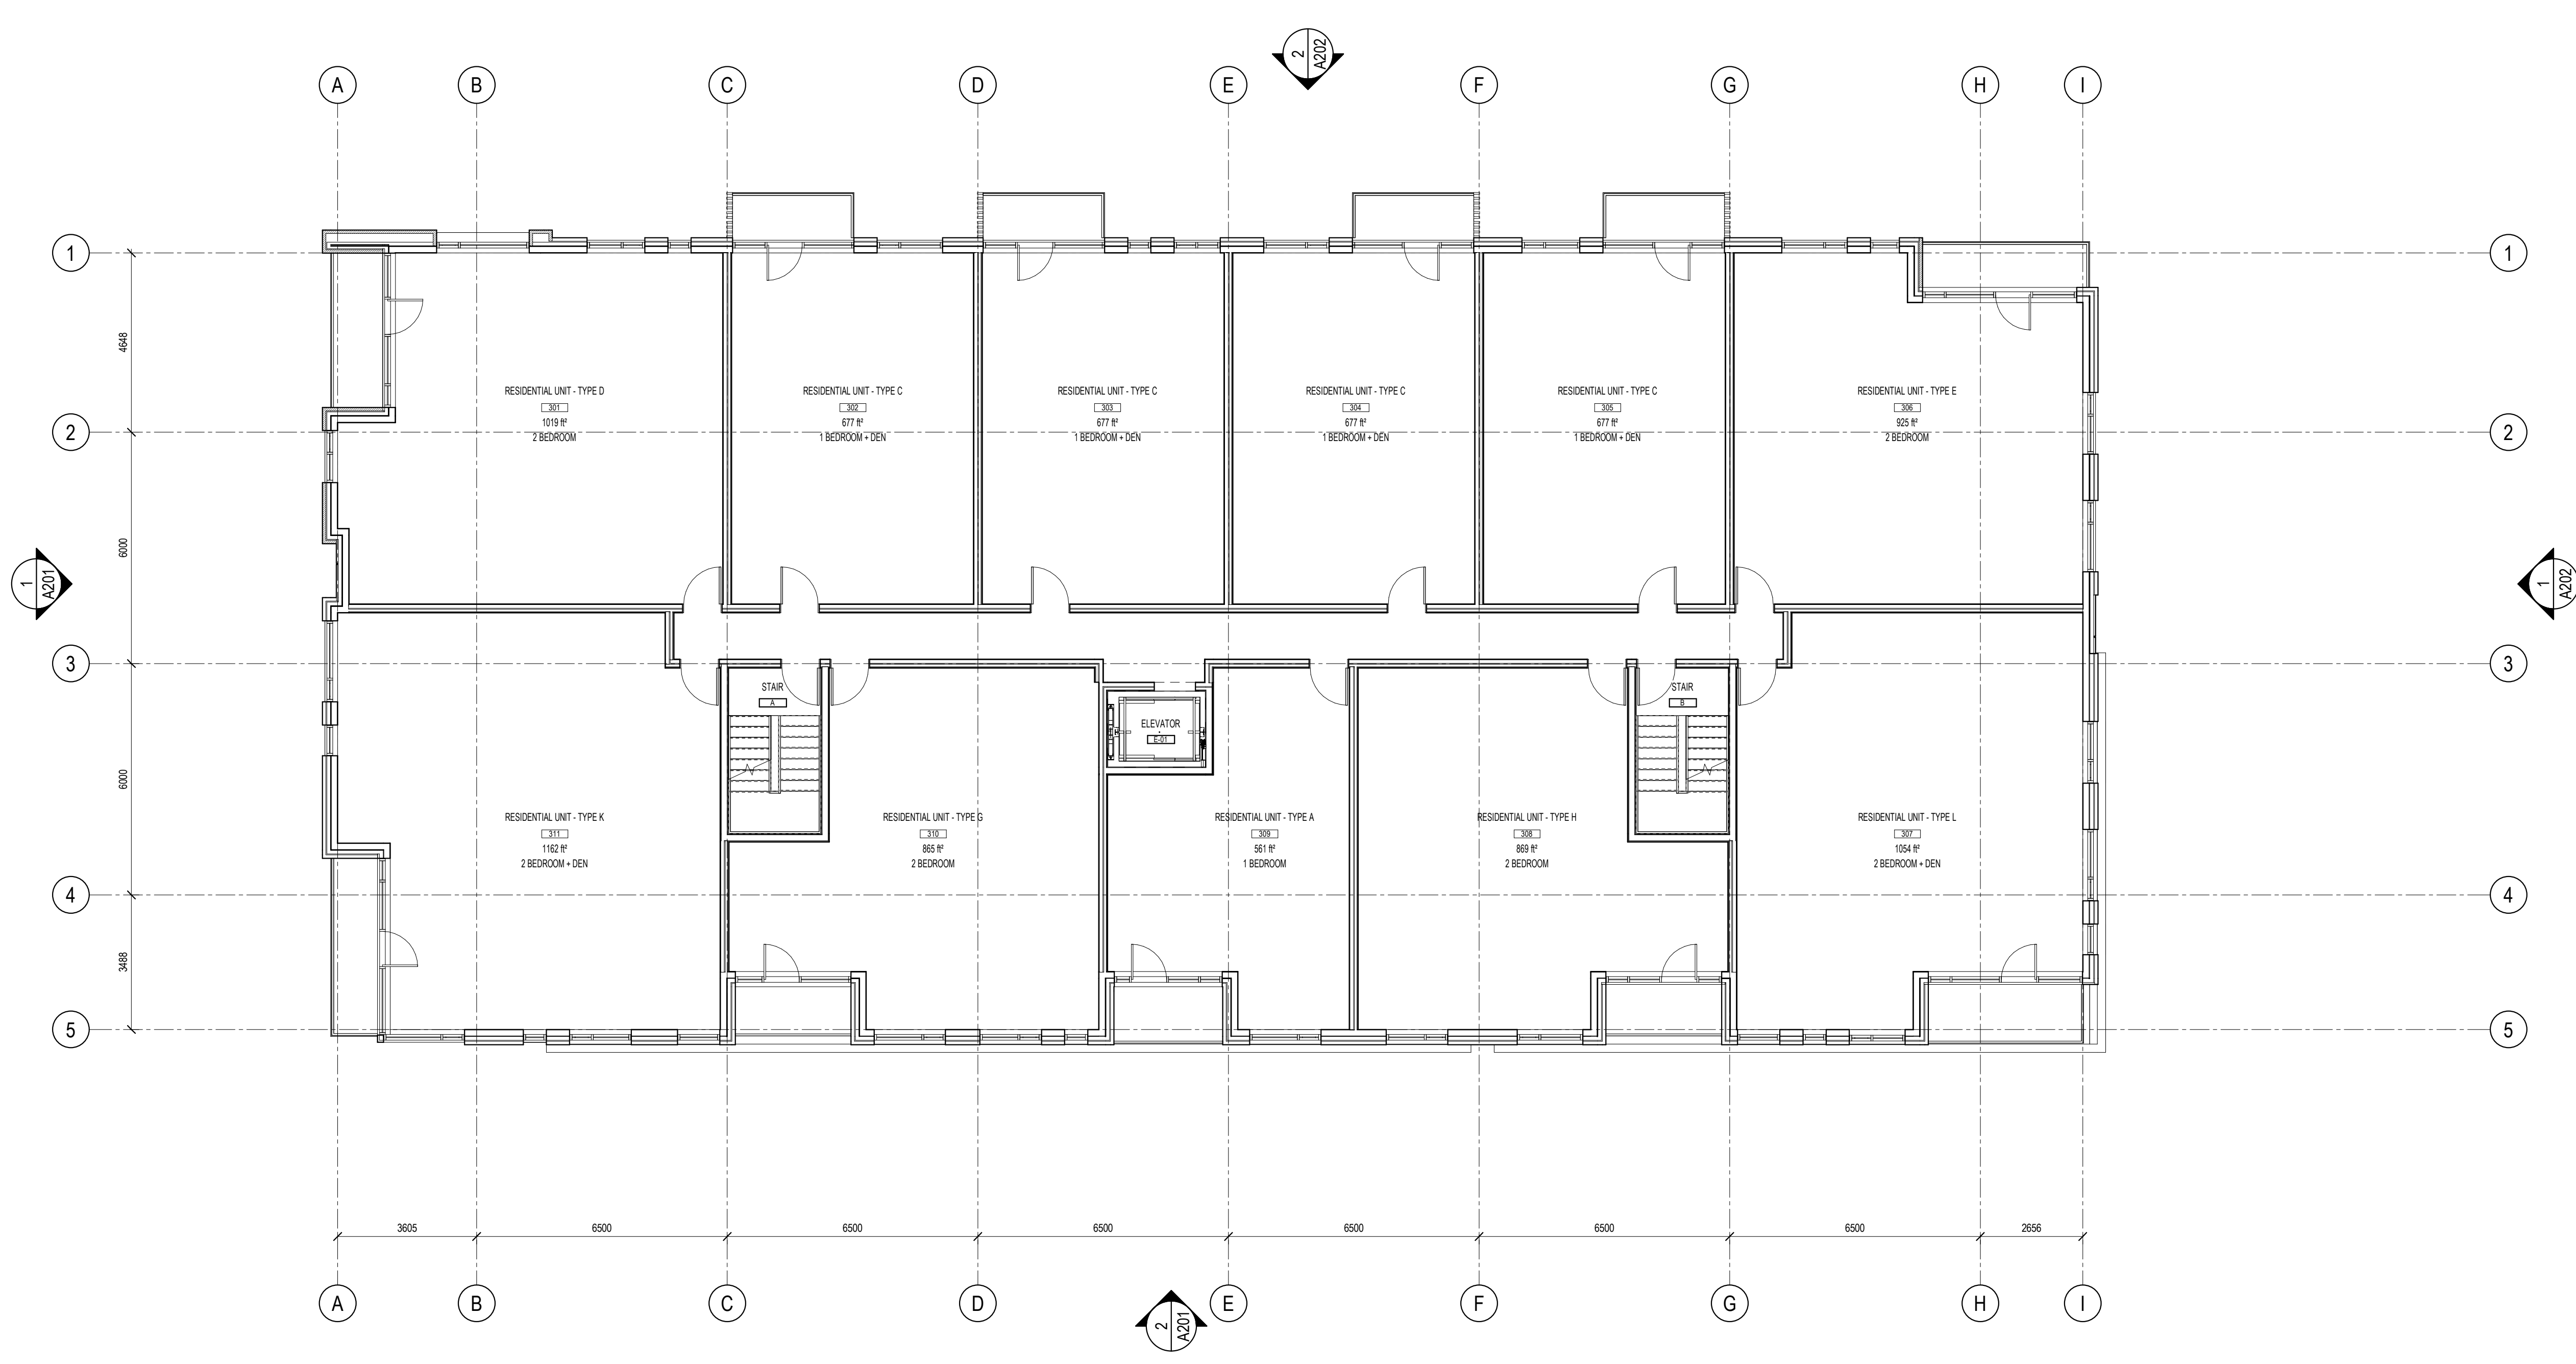 2
A202
A
B
C
D
E
F
G
H
I
1
1
4648
RESIDENTIAL UNIT - TYPE D
301
1019 ft²
2 BEDROOM
RESIDENTIAL UNIT - TYPE C
302
677 ft²
1 BEDROOM + DEN
RESIDENTIAL UNIT - TYPE C
303
677 ft²
1 BEDROOM + DEN
RESIDENTIAL UNIT - TYPE C
304
677 ft²
1 BEDROOM + DEN
RESIDENTIAL UNIT - TYPE C
305
677 ft²
1 BEDROOM + DEN
RESIDENTIAL UNIT - TYPE E
306
925 ft²
2 BEDROOM
2
2
6000
1
A201
1
A202
3
3
STAIR
A
ELEVATOR
E-01
STAIR
B
6000
RESIDENTIAL UNIT - TYPE K
311
1162 ft²
2 BEDROOM + DEN
RESIDENTIAL UNIT - TYPE G
310
865 ft²
2 BEDROOM
RESIDENTIAL UNIT - TYPE A
309
561 ft²
1 BEDROOM
RESIDENTIAL UNIT - TYPE H
308
869 ft²
2 BEDROOM
RESIDENTIAL UNIT - TYPE L
307
1054 ft²
2 BEDROOM + DEN
4
4
3488
5
5
3605
6500
6500
6500
6500
6500
6500
2656
A
B
C
D
E
F
G
H
I
2
A201